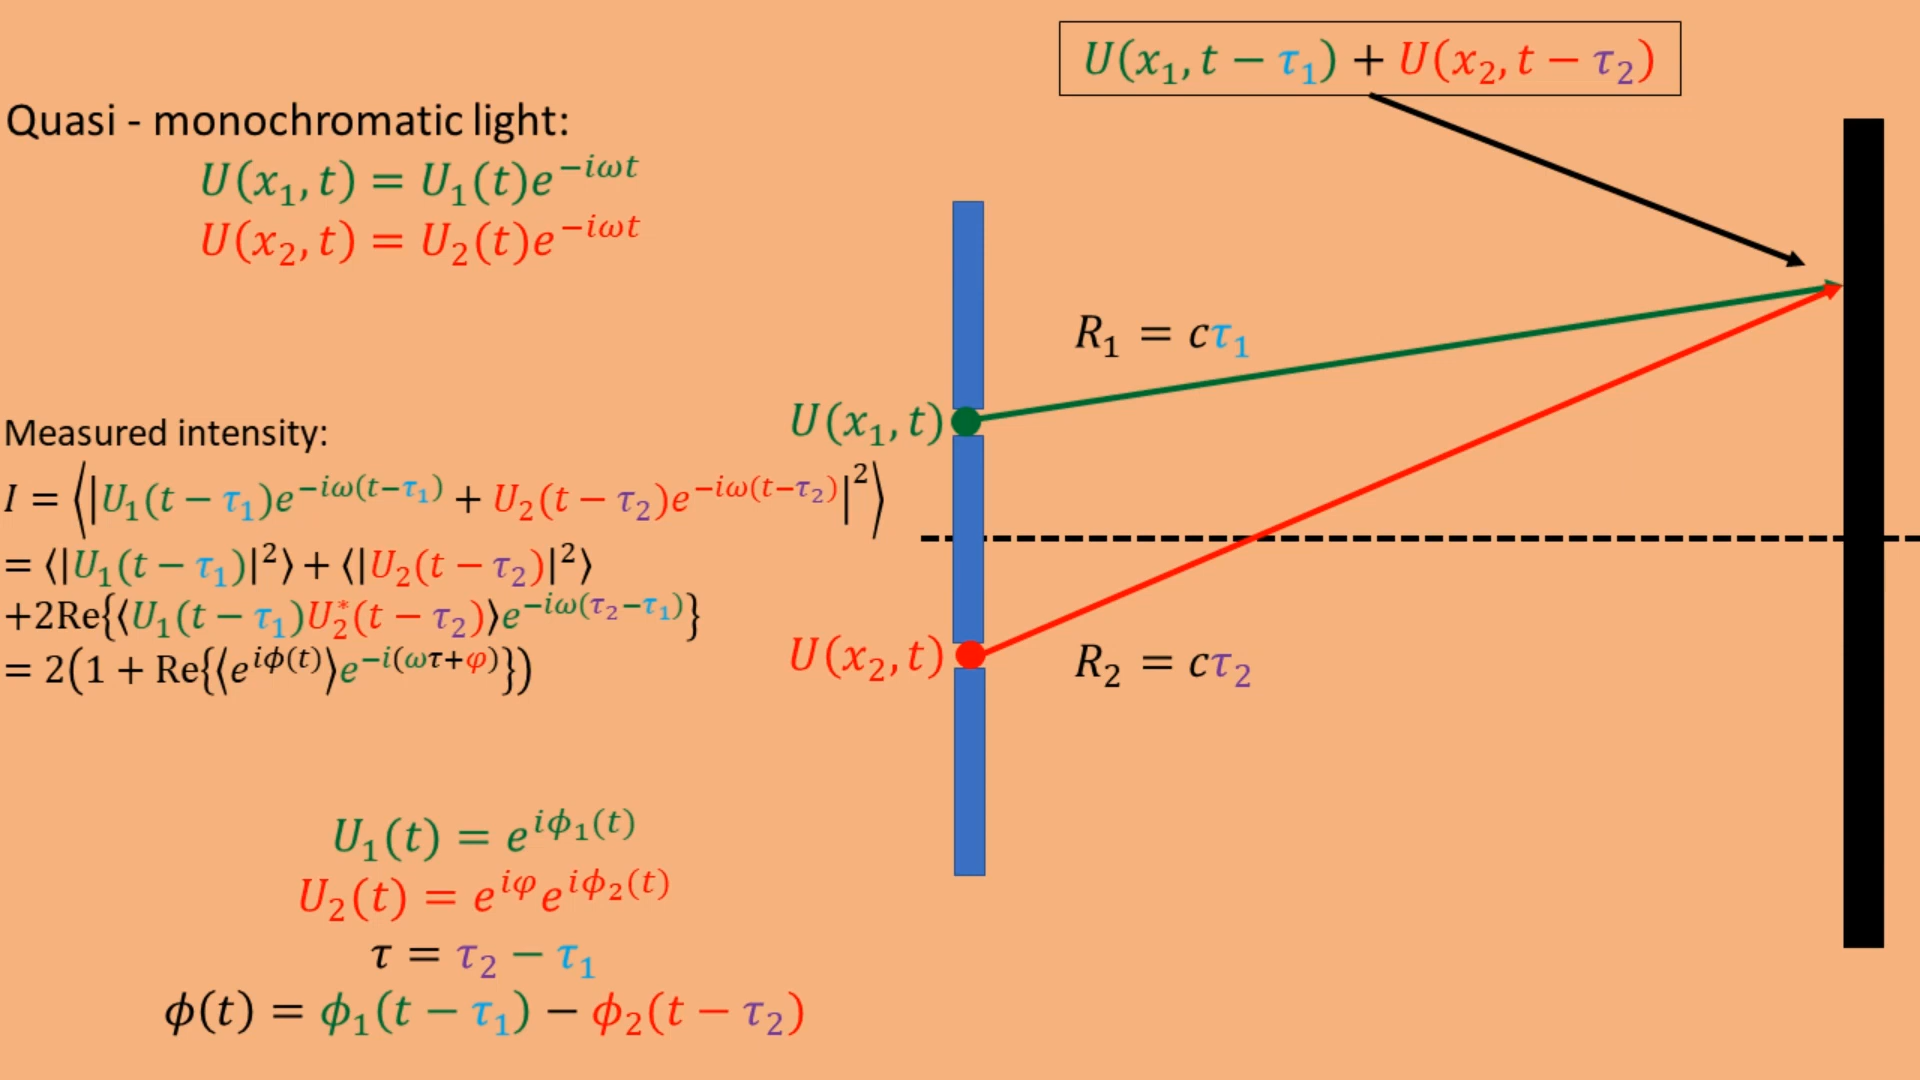 U(x₁, t − τ₁) + U(x₂, t − τ₂)
Quasi - monochromatic light:
U(x₁, t) = U₁(t)e^{−iωt}
U(x₂, t) = U₂(t)e^{−iωt}
R₁ = cτ₁
U(x₁, t)
Measured intensity:
I = ⟨|U₁(t − τ₁)e^{−iω(t−τ₁)} + U₂(t − τ₂)e^{−iω(t−τ₂)}|²⟩
= ⟨|U₁(t − τ₁)|²⟩ + ⟨|U₂(t − τ₂)|²⟩
+2Re{⟨U₁(t − τ₁)U₂*(t − τ₂)⟩e^{−iω(τ₂−τ₁)}}
= 2(1 + Re{⟨e^{iϕ(t)}⟩e^{−i(ωτ+φ)}})
U(x₂, t)
R₂ = cτ₂
U₁(t) = e^{iϕ₁(t)}
U₂(t) = e^{iφ}e^{iϕ₂(t)}
τ = τ₂ − τ₁
ϕ(t) = ϕ₁(t − τ₁) − ϕ₂(t − τ₂)